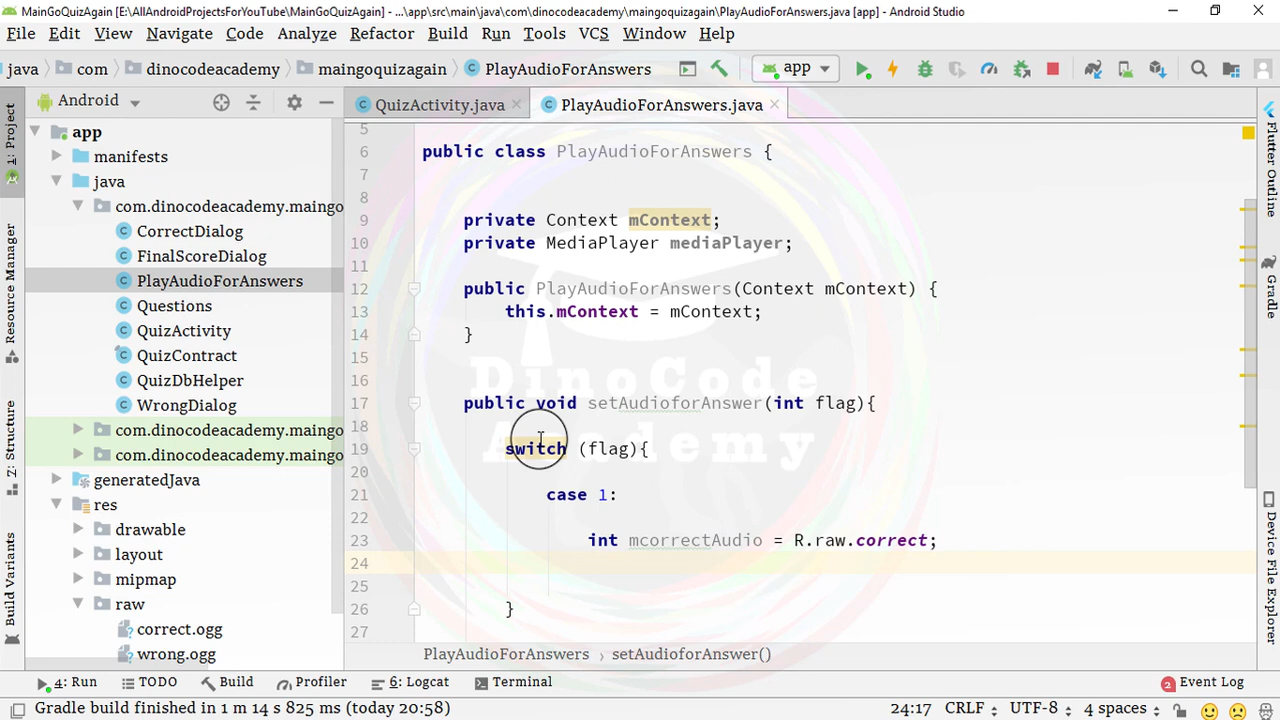 MainGoQuizAgain [E:\AllAndroidProjectsForYouTube\MainGoQuizAgain] - ...\app\src\main\java\com\dinocodeacademy\maingoquizagain\PlayAudioForAnswers.java [app] - Android Studio
File Edit View Navigate Code Analyze Refactor Build Run Tools VCS Window Help
java com dinocodeacademy maingoquizagain PlayAudioForAnswers app
Android QuizActivity.java PlayAudioForAnswers.java
1: Project
Resource Manager
7: Structure
Build Variants
app
manifests
java
com.dinocodeacademy.maingo
CorrectDialog
FinalScoreDialog
PlayAudioForAnswers
Questions
QuizActivity
QuizContract
QuizDbHelper
WrongDialog
com.dinocodeacademy.maingo
com.dinocodeacademy.maingo
generatedJava
res
drawable
layout
mipmap
raw
correct.ogg
wrong.ogg
5
6 public class PlayAudioForAnswers {
7
8
9 private Context mContext;
10 private MediaPlayer mediaPlayer;
11
12 public PlayAudioForAnswers(Context mContext) {
13 this.mContext = mContext;
14 }
15
16
17 public void setAudioforAnswer(int flag){
18
19 switch (flag){
20
21 case 1:
22
23 int mcorrectAudio = R.raw.correct;
24
25
26 }
27
DinoCode
Academy
PlayAudioForAnswers › setAudioforAnswer()
Flutter Outline
Gradle
Device File Explorer
4: Run TODO Build Profiler 6: Logcat Terminal 2 Event Log
Gradle build finished in 1 m 14 s 825 ms (today 20:58) 24:17 CRLF UTF-8 4 spaces